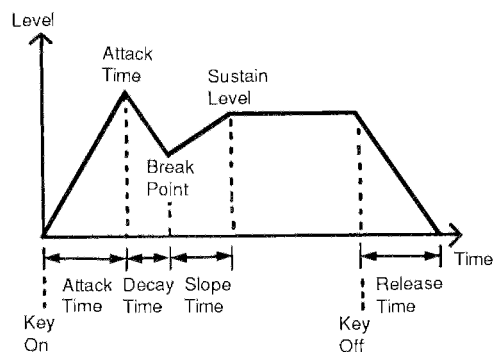 Level
Attack
Time
Sustain
Level
Break
Point
Time
Attack
Time
Decay
Time
Slope
Time
Release
Time
Key
On
Key
Off